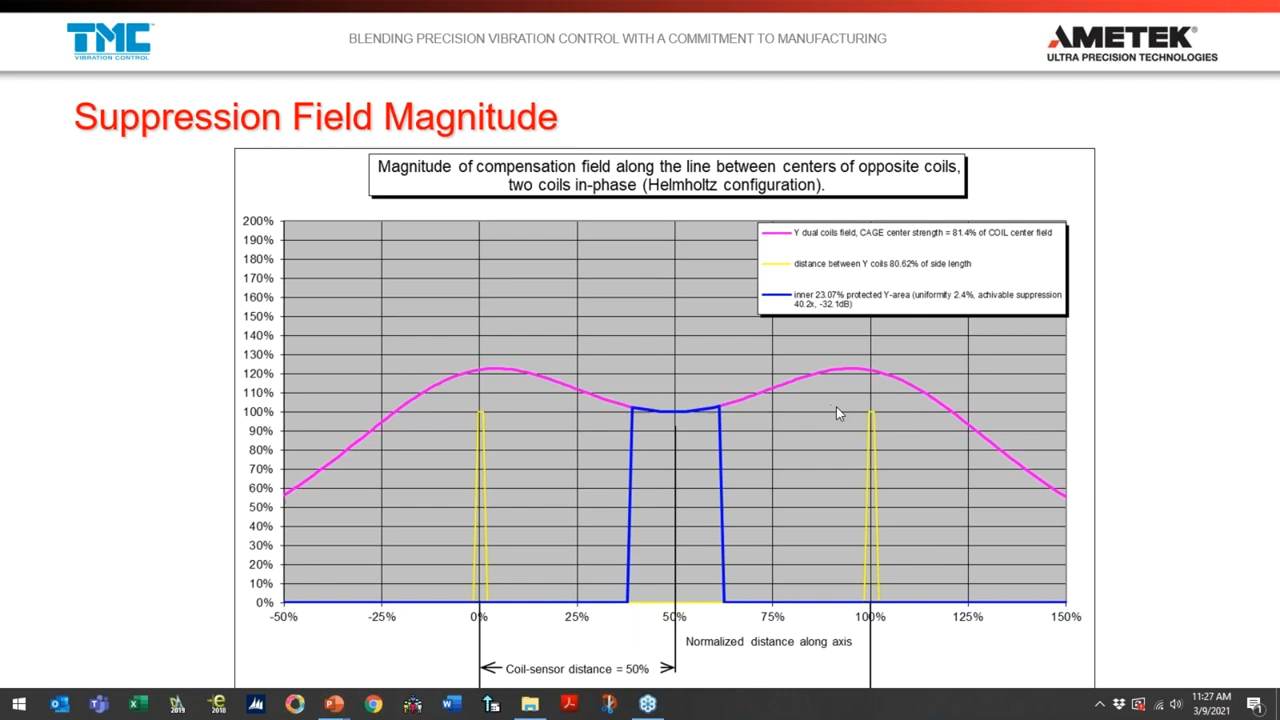 TMC
VIBRATION CONTROL
BLENDING PRECISION VIBRATION CONTROL WITH A COMMITMENT TO MANUFACTURING
AMETEK®
ULTRA PRECISION TECHNOLOGIES
Suppression Field Magnitude
Magnitude of compensation field along the line between centers of opposite coils,
two coils in-phase (Helmholtz configuration).
200%
190%
180%
170%
160%
150%
140%
130%
120%
110%
100%
90%
80%
70%
60%
50%
40%
30%
20%
10%
0%
Y dual coils field, CAGE center strength = 81.4% of COIL center field
distance between Y coils 80.62% of side length
inner 23.07% protected Y-area (uniformity 2.4%, achivable suppression
40.2x, -32.1dB)
-50% -25% 0% 25% 50% 75% 100% 125% 150%
Normalized distance along axis
Coil-sensor distance = 50%
2019
2018
11:27 AM
3/9/2021